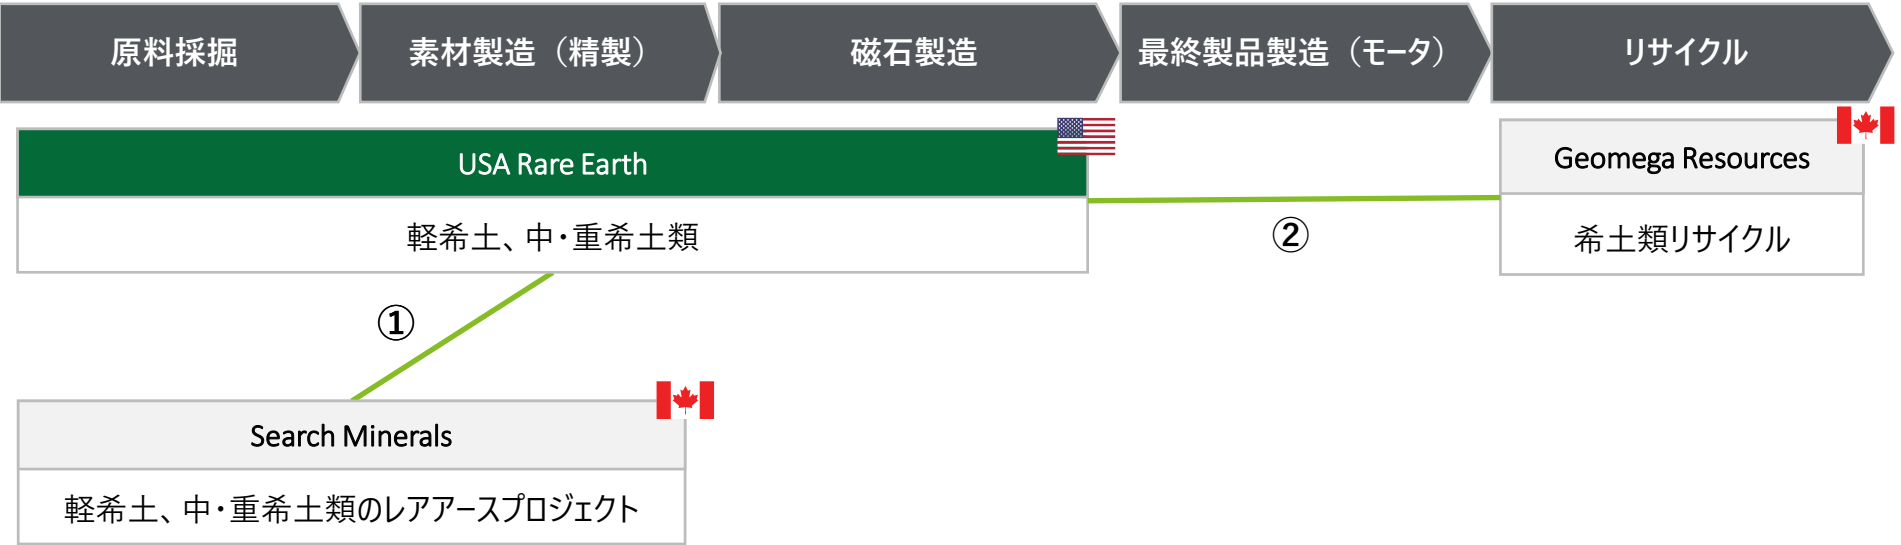 原料採掘
素材製造（精製）
磁石製造
最終製品製造（モータ）
リサイクル
USA Rare Earth
軽希土、中・重希土類
Geomega Resources
希土類リサイクル
②
①
Search Minerals
軽希土、中・重希土類のレアアースプロジェクト